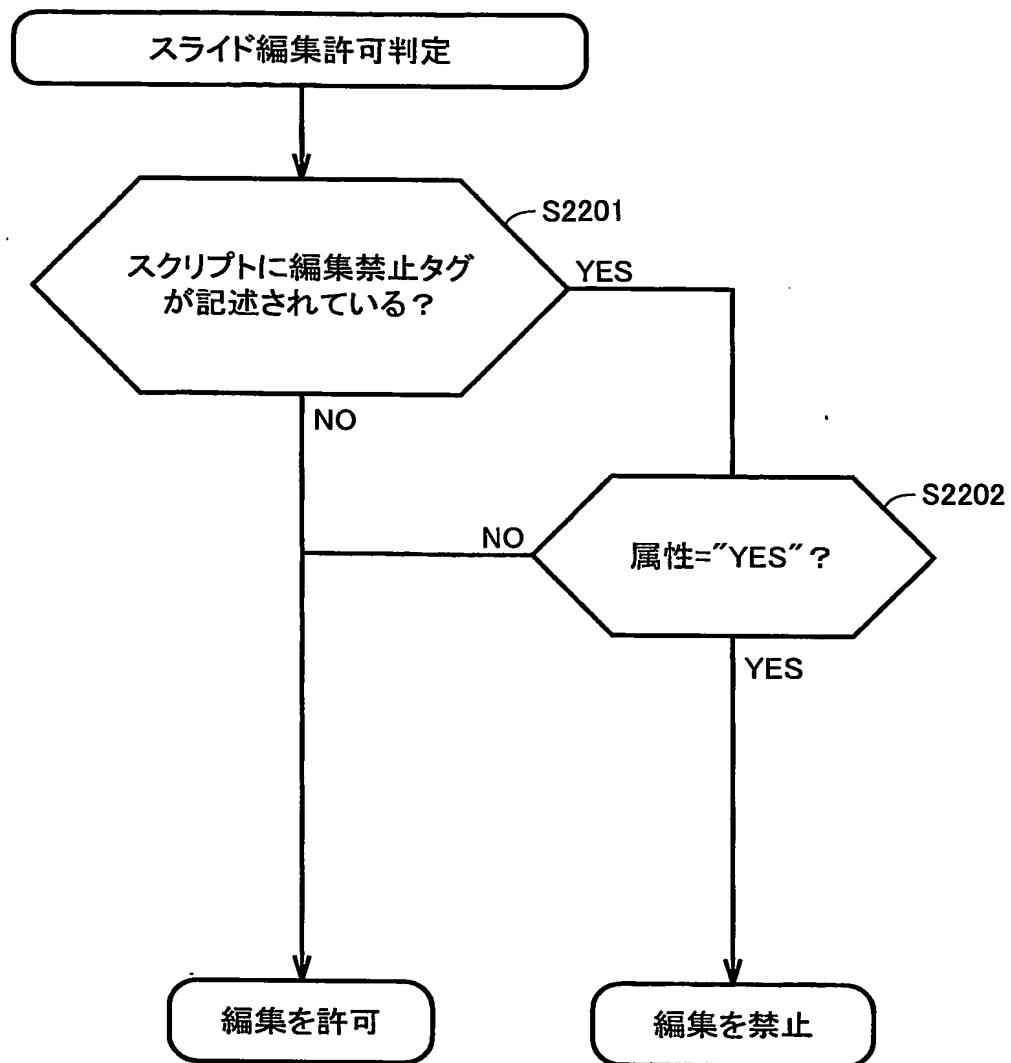 スライド編集許可判定
S2201
スクリプトに編集禁止タグ
が記述されている？
YES
NO
S2202
NO
属性="YES"？
YES
編集を許可
編集を禁止